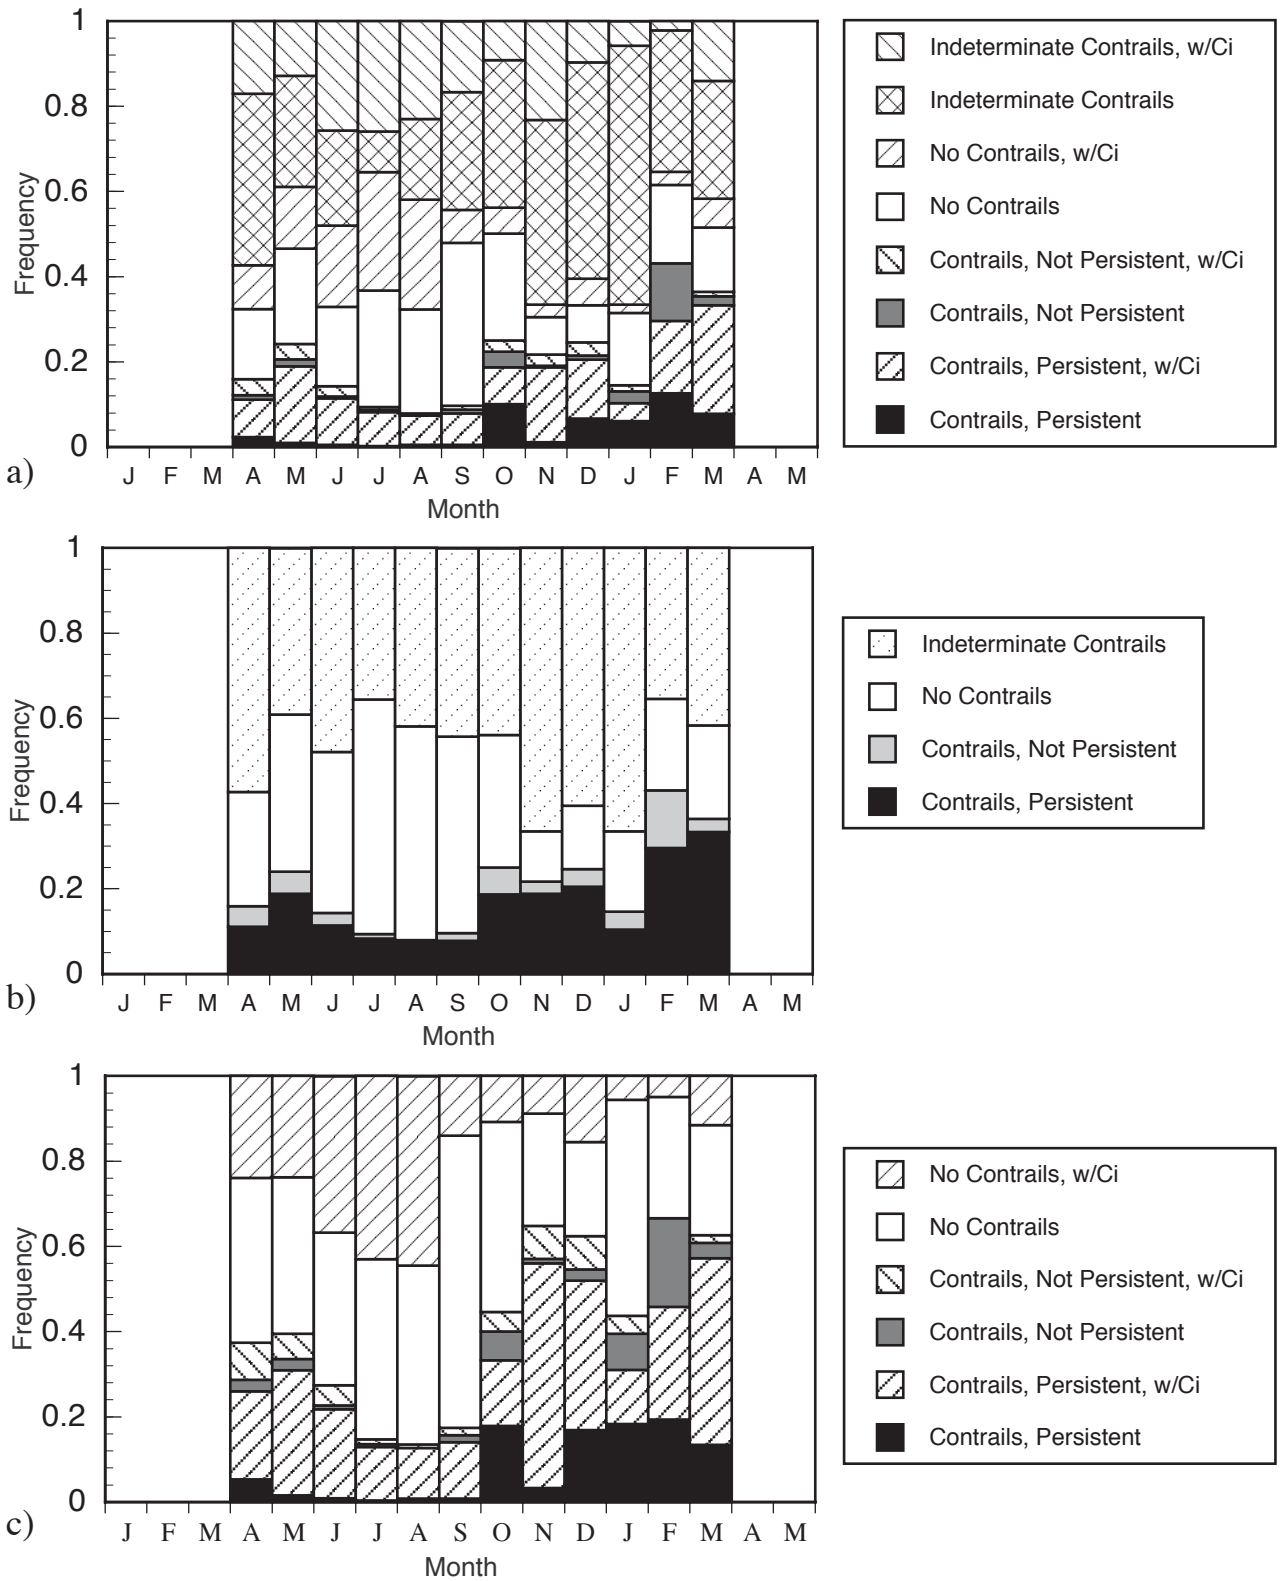 1
0.8
0.6
0.4
0.2
0
Frequency
J F M A M J J A S O N D J F M A M
Month
a)
Indeterminate Contrails, w/Ci
Indeterminate Contrails
No Contrails, w/Ci
No Contrails
Contrails, Not Persistent, w/Ci
Contrails, Not Persistent
Contrails, Persistent, w/Ci
Contrails, Persistent
1
0.8
0.6
0.4
0.2
0
Frequency
J F M A M J J A S O N D J F M A M
Month
b)
Indeterminate Contrails
No Contrails
Contrails, Not Persistent
Contrails, Persistent
1
0.8
0.6
0.4
0.2
0
Frequency
J F M A M J J A S O N D J F M A M
Month
c)
No Contrails, w/Ci
No Contrails
Contrails, Not Persistent, w/Ci
Contrails, Not Persistent
Contrails, Persistent, w/Ci
Contrails, Persistent